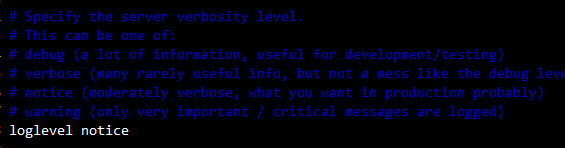 # Specify the server verbosity level.
# This can be one of:
# debug (a lot of information, useful for development/testing)
# verbose (many rarely useful info, but not a mess like the debug leve
# notice (moderately verbose, what you want in production probably)
# warning (only very important / critical messages are logged)
loglevel notice